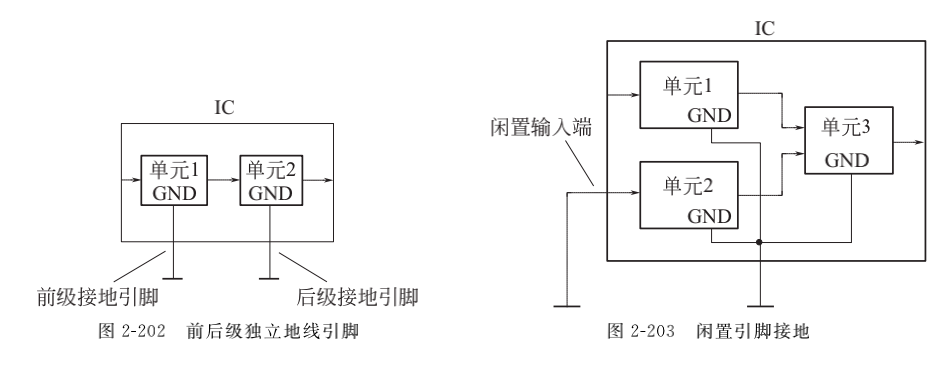 IC
单元1
GND
单元2
GND
前级接地引脚
后级接地引脚
图 2-202 前后级独立地线引脚
IC
单元1
GND
闲置输入端
单元2
GND
单元3
GND
图 2-203 闲置引脚接地